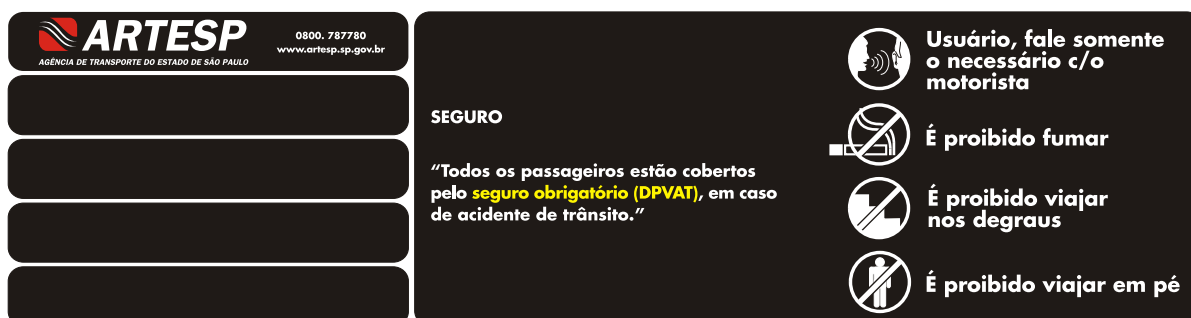 ARTESP
AGÊNCIA DE TRANSPORTE DO ESTADO DE SÃO PAULO
0800. 787780
www.artesp.sp.gov.br
SEGURO
“Todos os passageiros estão cobertos
pelo seguro obrigatório (DPVAT), em caso
de acidente de trânsito.”
Usuário, fale somente
o necessário c/o
motorista
É proibido fumar
É proibido viajar
nos degraus
É proibido viajar em pé